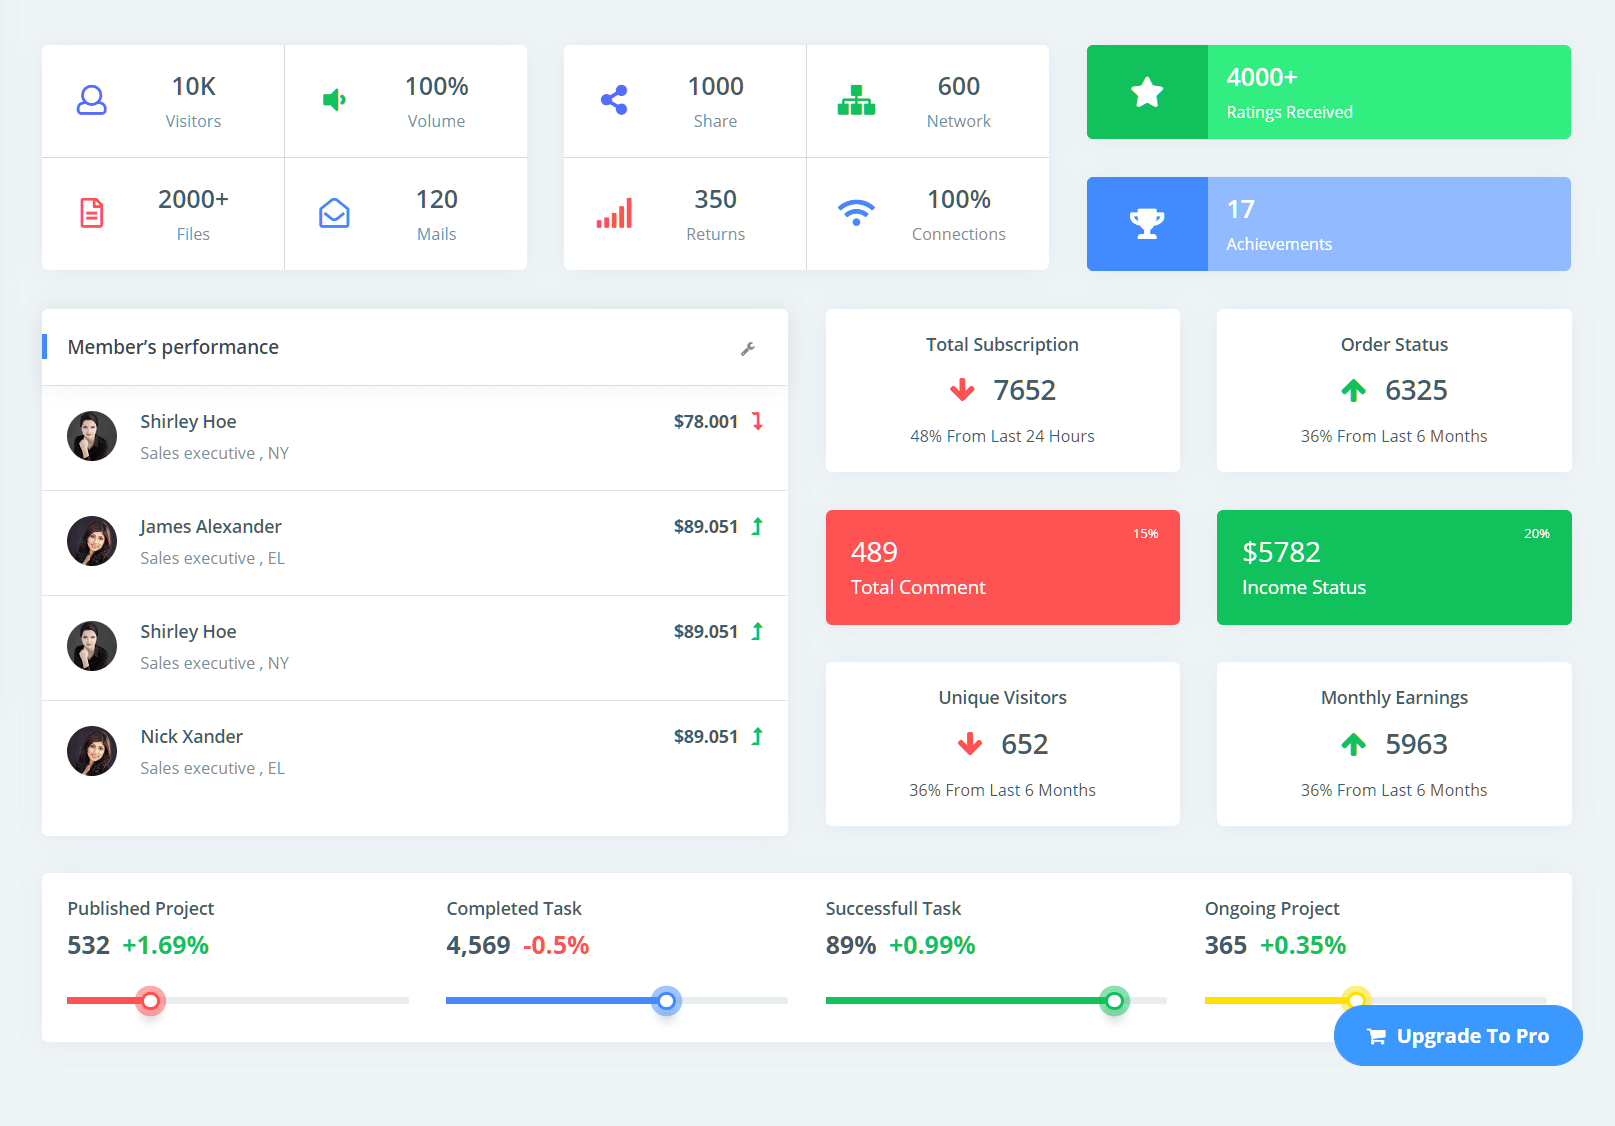 10K
Visitors
100%
Volume
2000+
Files
120
Mails
1000
Share
600
Network
350
Returns
100%
Connections
4000+
Ratings Received
17
Achievements
Member’s performance
Shirley Hoe
$78.001
Sales executive , NY
James Alexander
$89.051
Sales executive , EL
Shirley Hoe
$89.051
Sales executive , NY
Nick Xander
$89.051
Sales executive , EL
Total Subscription
7652
48% From Last 24 Hours
Order Status
6325
36% From Last 6 Months
15%
489
Total Comment
20%
$5782
Income Status
Unique Visitors
652
36% From Last 6 Months
Monthly Earnings
5963
36% From Last 6 Months
Published Project
532 +1.69%
Completed Task
4,569 -0.5%
Successfull Task
89% +0.99%
Ongoing Project
365 +0.35%
Upgrade To Pro